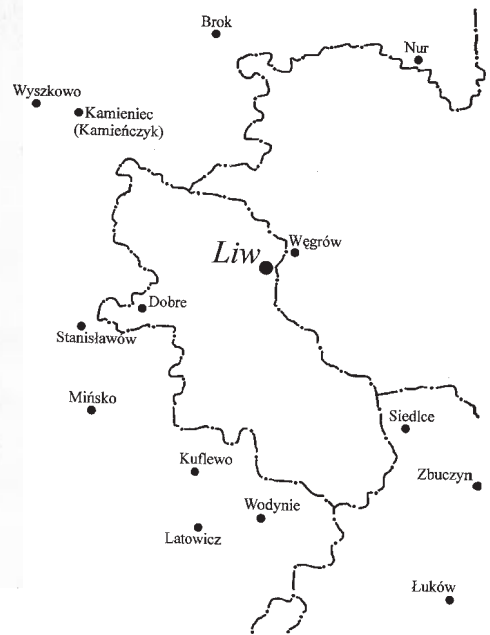 Brok
Nur
Wyszkowo
Kamieniec
(Kamieńczyk)
Węgrów
Liw
Dobre
Stanisławów
Mińsko
Siedlce
Kuflewo
Zbuczyn
Wodynie
Latowicz
Łuków